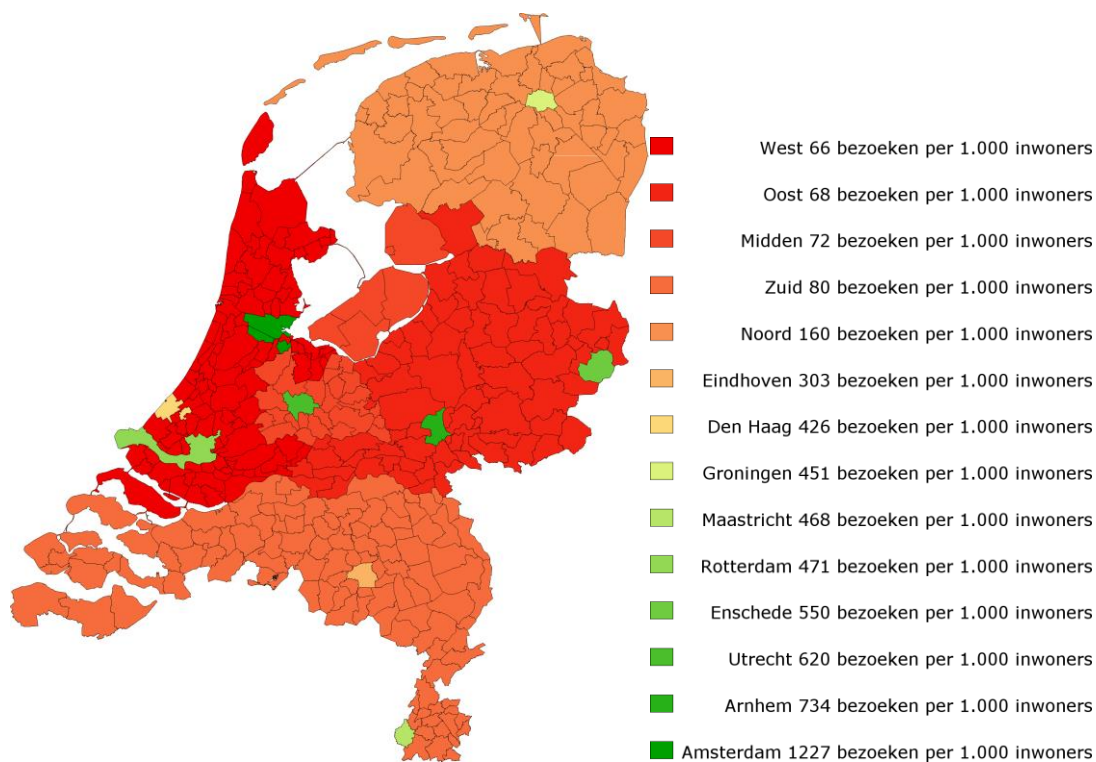 West 66 bezoeken per 1.000 inwoners
Oost 68 bezoeken per 1.000 inwoners
Midden 72 bezoeken per 1.000 inwoners
Zuid 80 bezoeken per 1.000 inwoners
Noord 160 bezoeken per 1.000 inwoners
Eindhoven 303 bezoeken per 1.000 inwoners
Den Haag 426 bezoeken per 1.000 inwoners
Groningen 451 bezoeken per 1.000 inwoners
Maastricht 468 bezoeken per 1.000 inwoners
Rotterdam 471 bezoeken per 1.000 inwoners
Enschede 550 bezoeken per 1.000 inwoners
Utrecht 620 bezoeken per 1.000 inwoners
Arnhem 734 bezoeken per 1.000 inwoners
Amsterdam 1227 bezoeken per 1.000 inwoners